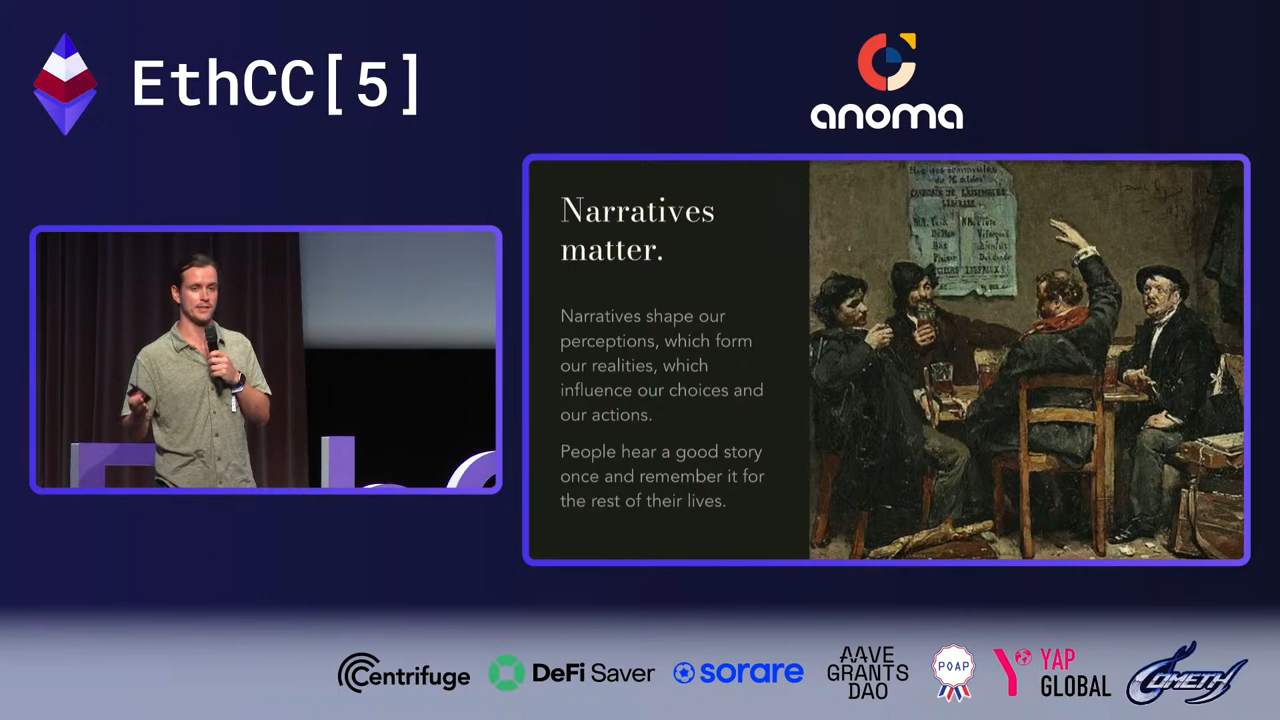 EthCC[5]
anoma
Narratives
matter.
Narratives shape our
perceptions, which form
our realities, which
influence our choices and
our actions.
People hear a good story
once and remember it for
the rest of their lives.
Centrifuge
DeFi Saver
sorare
AAVE
GRANTS
DAO
POAP
YAP
GLOBAL
COMETH